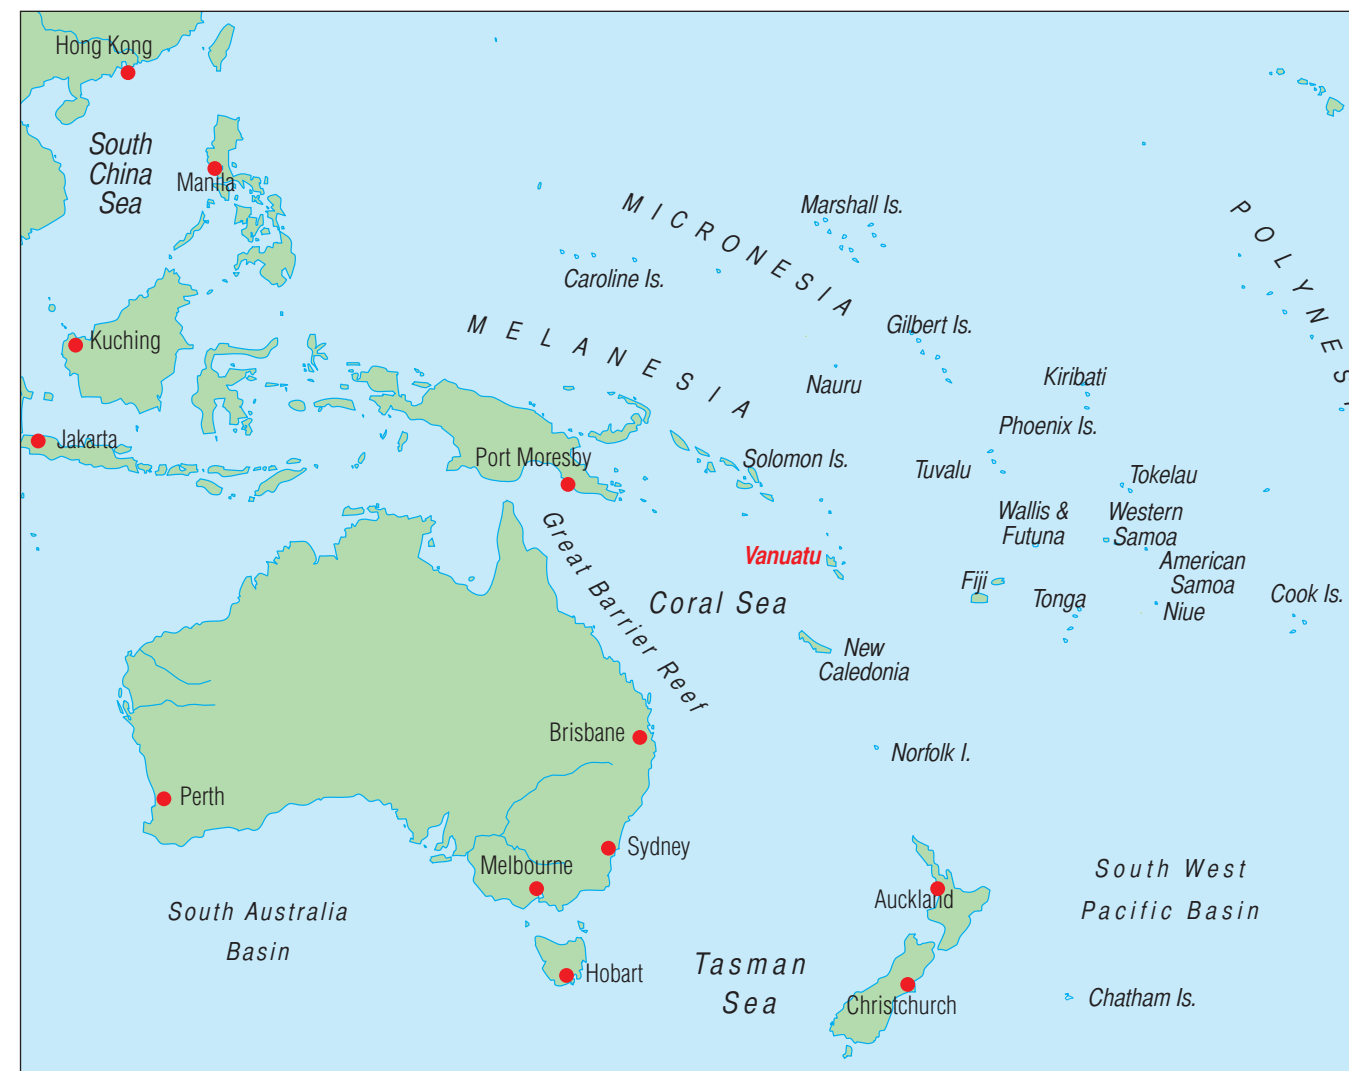 Hong Kong
South
China
Sea
Manila
MICRONESIA
Marshall Is.
POLYNES
Caroline Is.
MELANESIA
Gilbert Is.
Kuching
Nauru
Kiribati
Phoenix Is.
Jakarta
Port Moresby
Solomon Is.
Tuvalu
Tokelau
Wallis &
Futuna
Western
Samoa
Great Barrier Reef
Vanuatu
American
Samoa
Fiji
Coral Sea
Tonga
Niue
Cook Is.
New
Caledonia
Brisbane
Norfolk I.
Perth
Sydney
Melbourne
South West
Pacific Basin
Auckland
South Australia
Basin
Tasman
Sea
Hobart
Christchurch
Chatham Is.